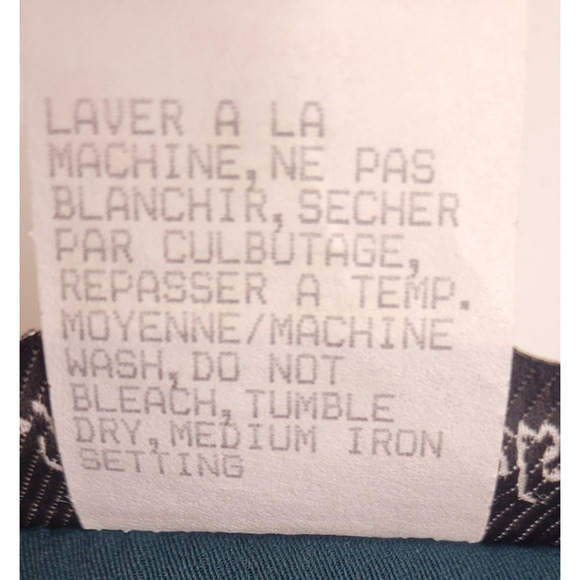 LAVER A LA
MACHINE, NE PAS
BLANCHIR, SECHER
PAR CULBUTAGE,
REPASSER A TEMP.
MOYENNE/MACHINE
WASH, DO NOT
BLEACH, TUMBLE
DRY, MEDIUM IRON
SETTING